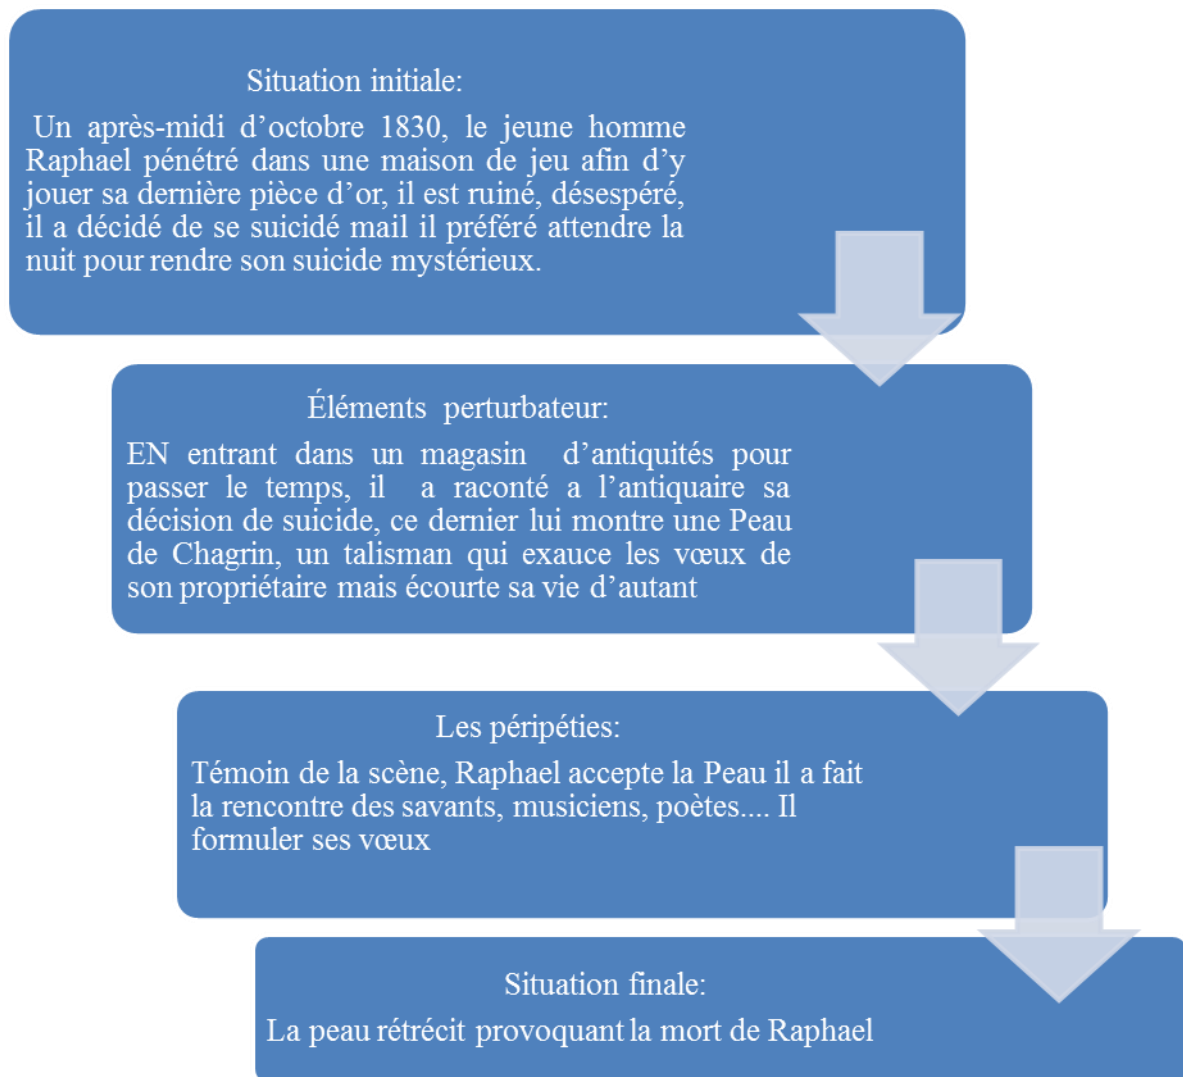 Situation initiale:
Un après-midi d’octobre 1830, le jeune homme
Raphael pénétré dans une maison de jeu afin d’y
jouer sa dernière pièce d’or, il est ruiné, désespéré,
il a décidé de se suicidé mail il préféré attendre la
nuit pour rendre son suicide mystérieux.
Éléments perturbateur:
EN entrant dans un magasin d’antiquités pour
passer le temps, il a raconté a l’antiquaire sa
décision de suicide, ce dernier lui montre une Peau
de Chagrin, un talisman qui exauce les vœux de
son propriétaire mais écourte sa vie d’autant
Les péripéties:
Témoin de la scène, Raphael accepte la Peau il a fait
la rencontre des savants, musiciens, poètes.... Il
formuler ses vœux
Situation finale:
La peau rétrécit provoquant la mort de Raphael